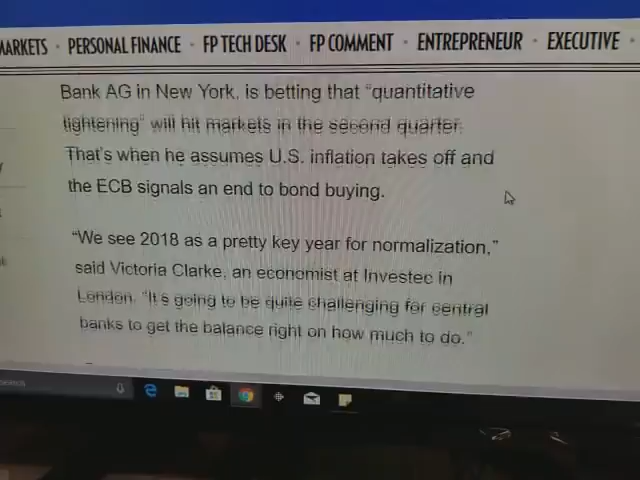 MARKETS • PERSONAL FINANCE • FP TECH DESK • FP COMMENT • ENTREPRENEUR • EXECUTIVE •
Bank AG in New York, is betting that “quantitative
tightening” will hit markets in the second quarter.
That's when he assumes U.S. inflation takes off and
the ECB signals an end to bond buying.
“We see 2018 as a pretty key year for normalization,”
said Victoria Clarke, an economist at Investec in
London. “It's going to be quite challenging for central
banks to get the balance right on how much to do.”